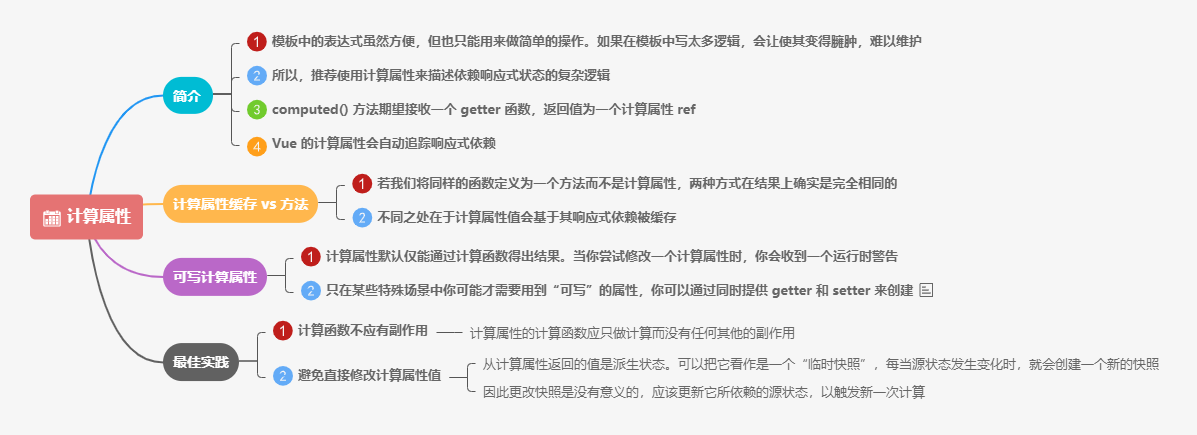 计算属性
简介
1 模板中的表达式虽然方便，但也只能用来做简单的操作。如果在模板中写太多逻辑，会让使其变得臃肿，难以维护
2 所以，推荐使用计算属性来描述依赖响应式状态的复杂逻辑
3 computed() 方法期望接收一个 getter 函数，返回值为一个计算属性 ref
4 Vue 的计算属性会自动追踪响应式依赖
计算属性缓存 vs 方法
1 若我们将同样的函数定义为一个方法而不是计算属性，两种方式在结果上确实是完全相同的
2 不同之处在于计算属性值会基于其响应式依赖被缓存
可写计算属性
1 计算属性默认仅能通过计算函数得出结果。当你尝试修改一个计算属性时，你会收到一个运行时警告
2 只在某些特殊场景中你可能才需要用到“可写”的属性，你可以通过同时提供 getter 和 setter 来创建
最佳实践
1 计算函数不应有副作用
计算属性的计算函数应只做计算而没有任何其他的副作用
2 避免直接修改计算属性值
从计算属性返回的值是派生状态。可以把它看作是一个“临时快照”，每当源状态发生变化时，就会创建一个新的快照
因此更改快照是没有意义的，应该更新它所依赖的源状态，以触发新一次计算